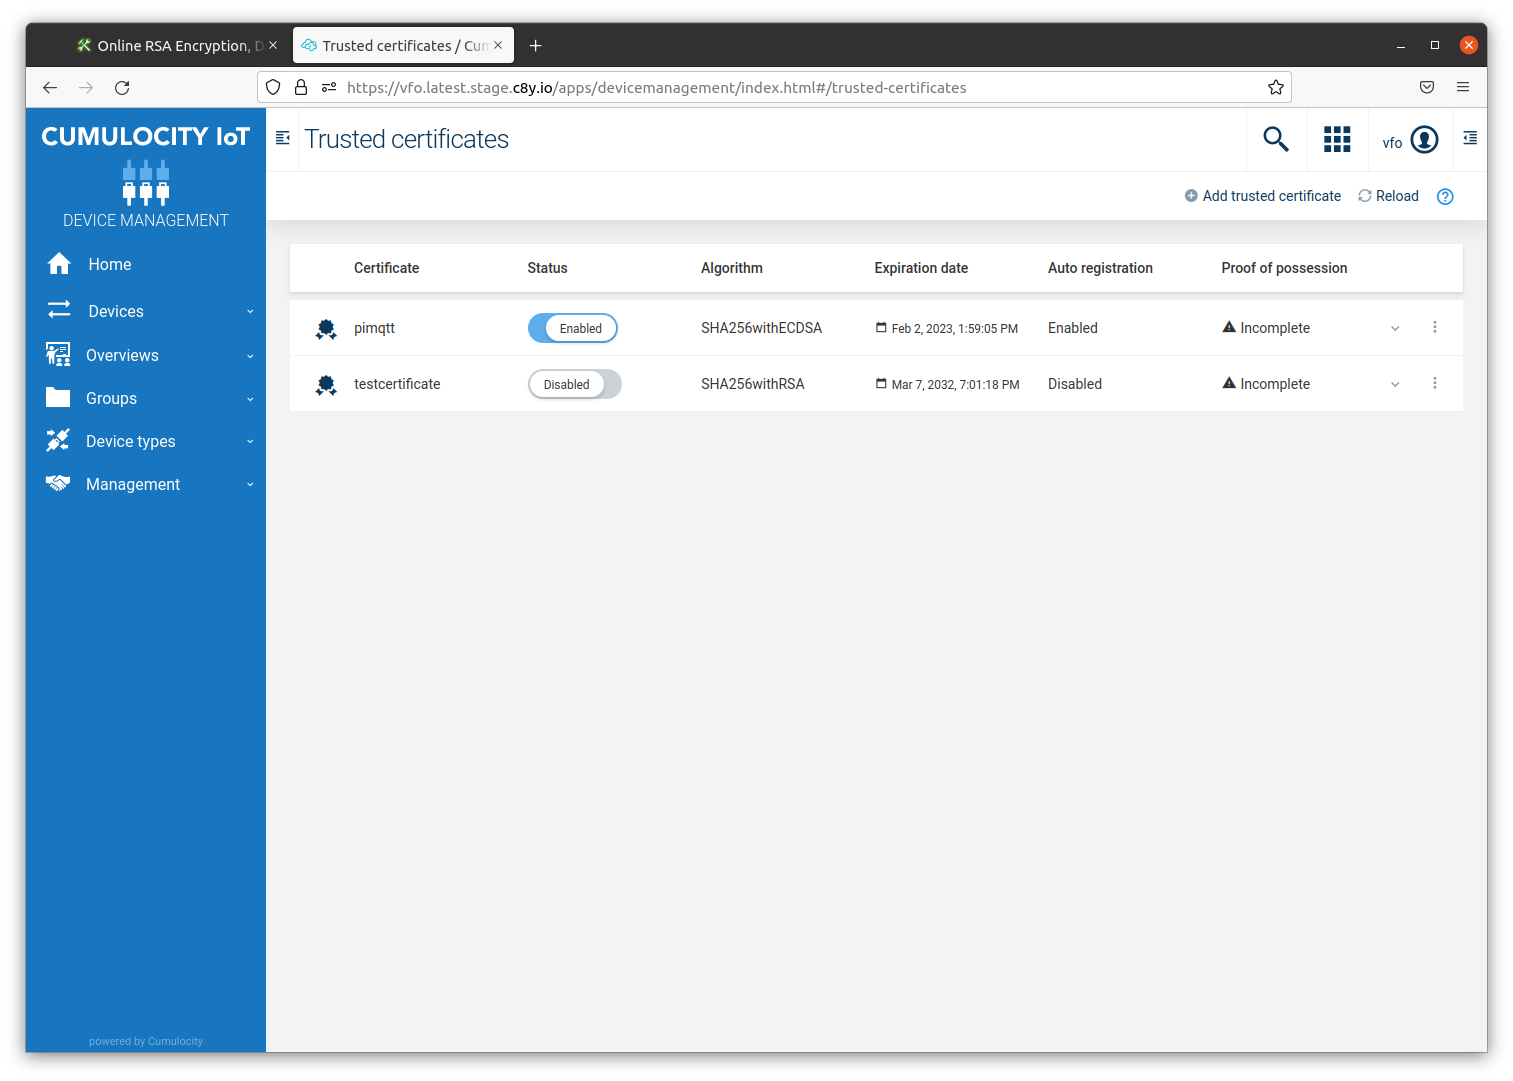 Online RSA Encryption, D
Trusted certificates / Cum
https://vfo.latest.stage.c8y.io/apps/devicemanagement/index.html#/trusted-certificates
CUMULOCITY IoT
DEVICE MANAGEMENT
Home
Devices
Overviews
Groups
Device types
Management
powered by Cumulocity
Trusted certificates
vfo
Add trusted certificate Reload
Certificate Status Algorithm Expiration date Auto registration Proof of possession
pimqtt Enabled SHA256withECDSA Feb 2, 2023, 1:59:05 PM Enabled Incomplete
testcertificate Disabled SHA256withRSA Mar 7, 2032, 7:01:18 PM Disabled Incomplete